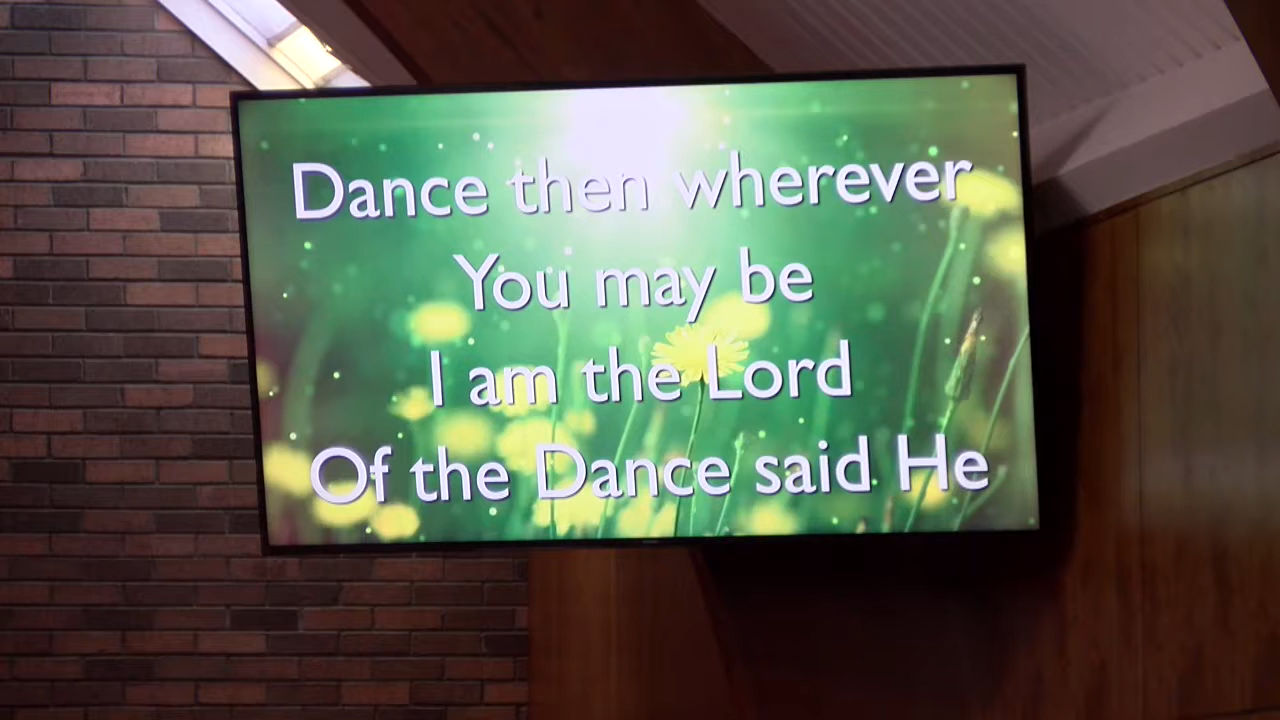 Dance then wherever
You may be
I am the Lord
Of the Dance said He